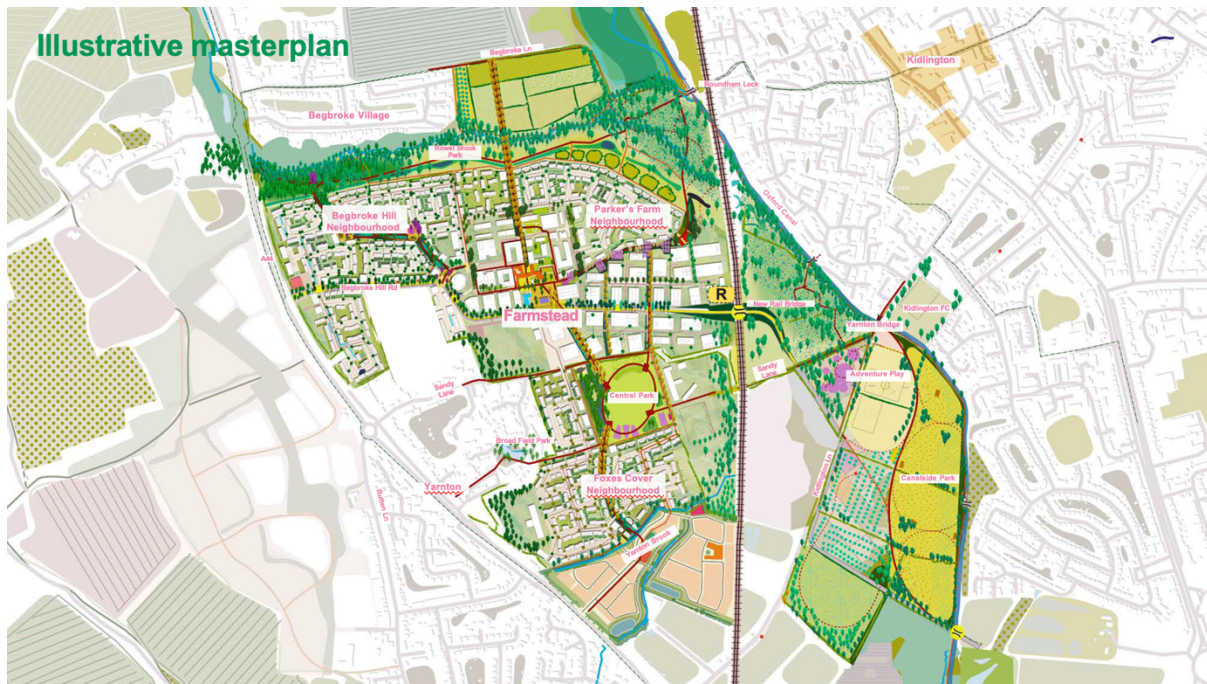 Illustrative masterplan
Begbroke Ln
Kidlington
Roundham Lock
Begbroke Village
Rowel Brook
Park
Oxford Canal
Begbroke Hill
Neighbourhood
Parker's Farm
Neighbourhood
A44
Begbroke Hill Rd
R
New Rail Bridge
Kidlington FC
Farmstead
Yarnton Bridge
Sandy
Lane
Sandy
Lane
Adventure Play
Central Park
Broad Field Park
Yarnton
Foxes Cover
Neighbourhood
Kidlington Ln
Canalside Park
Rutten Ln
Yarnton Brook